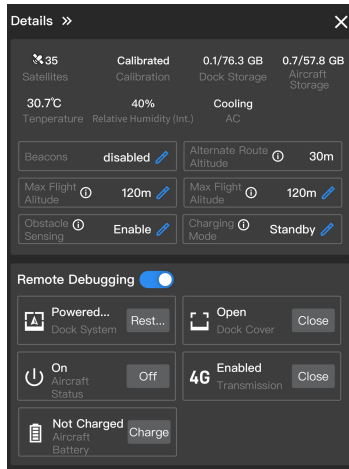 Details »
35 Calibrated 0.1/76.3 GB 0.7/57.8 GB
Satellites Calibration Dock Storage Aircraft
Storage
30.7℃ 40% Cooling
Tenperature Relative Humidity (Int.) AC
Beacons disabled Alternate Route
Altitude 30m
Max Flight
Alitude 120m Max Flight
Alitude 120m
Obstacle
Sensing Enable Charging
Mode Standby
Remote Debugging
Powered...
Dock System Rest... Open
Dock Cover Close
On
Aircraft
Status Off 4G Enabled
Transmission Close
Not Charged
Aircraft
Battery Charge